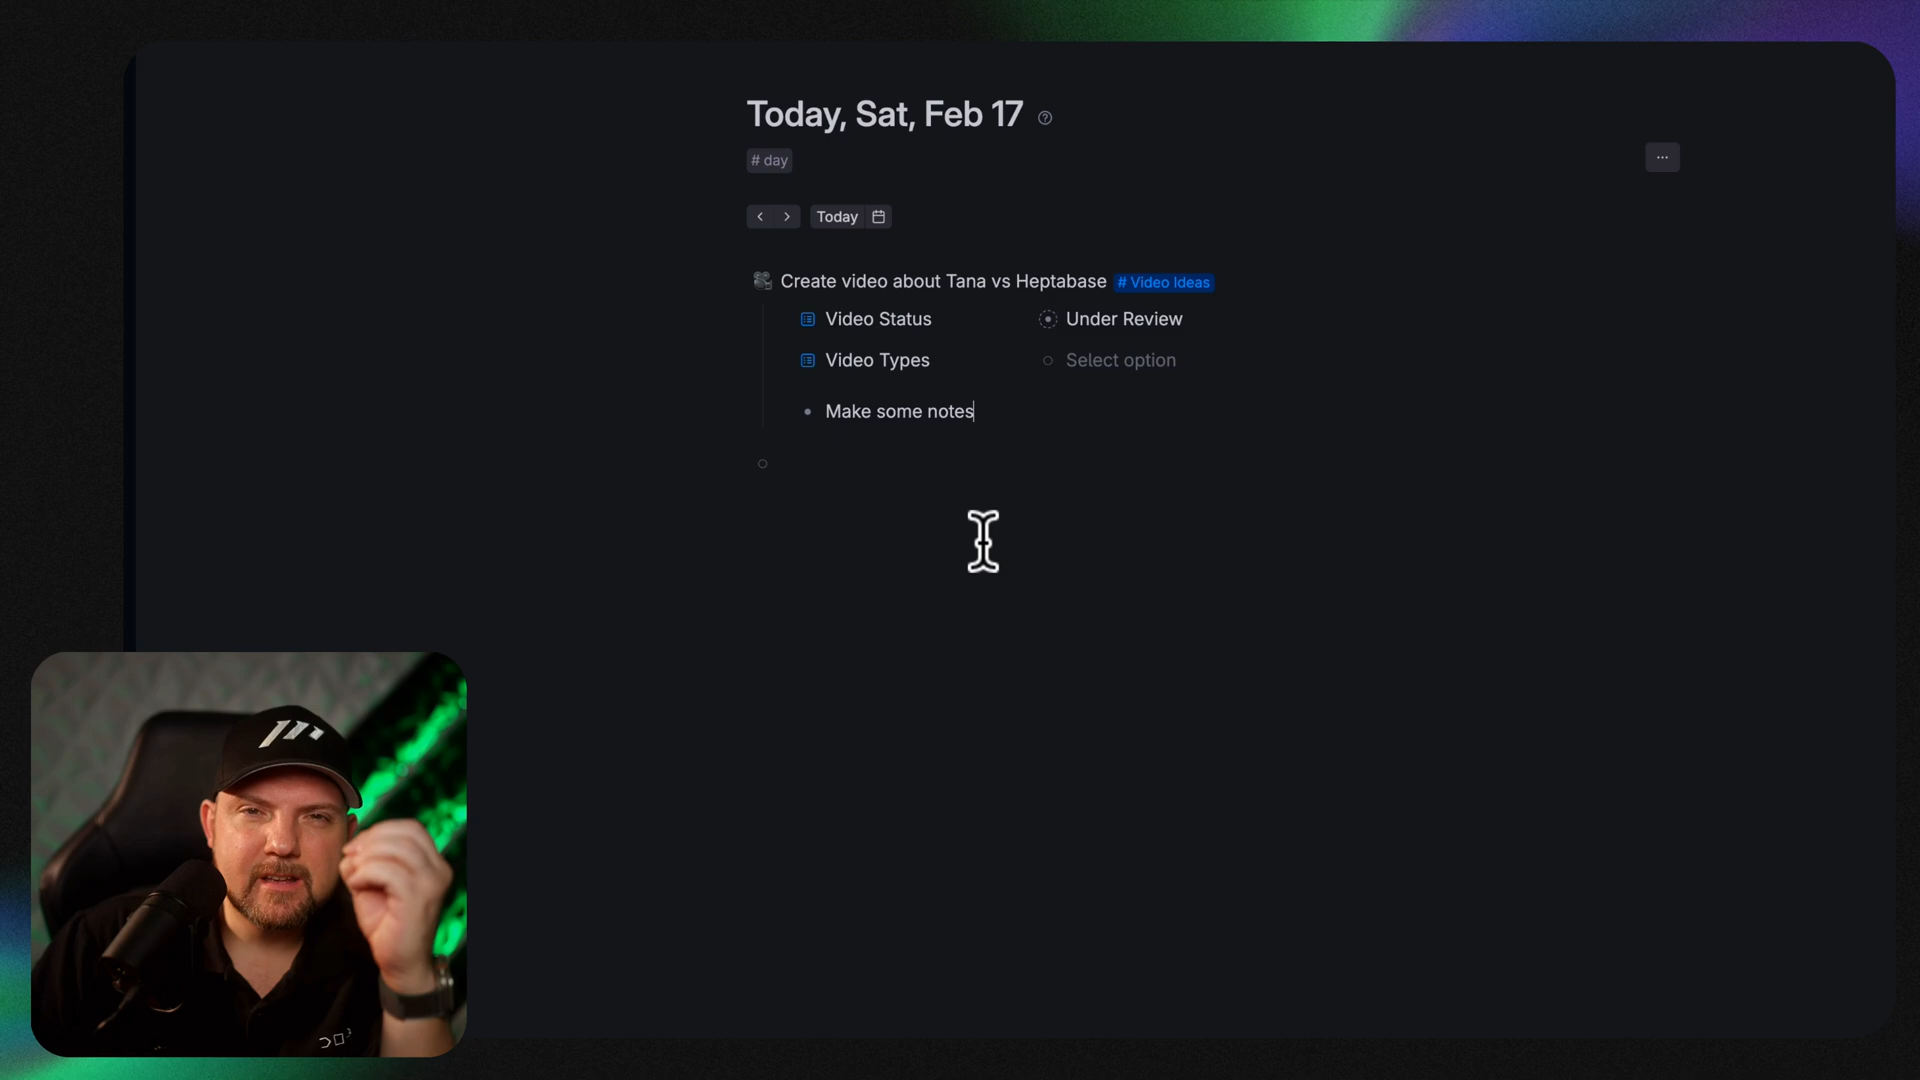 Today, Sat, Feb 17
# day
Today
Create video about Tana vs Heptabase # Video Ideas
Video Status Under Review
Video Types Select option
Make some notes